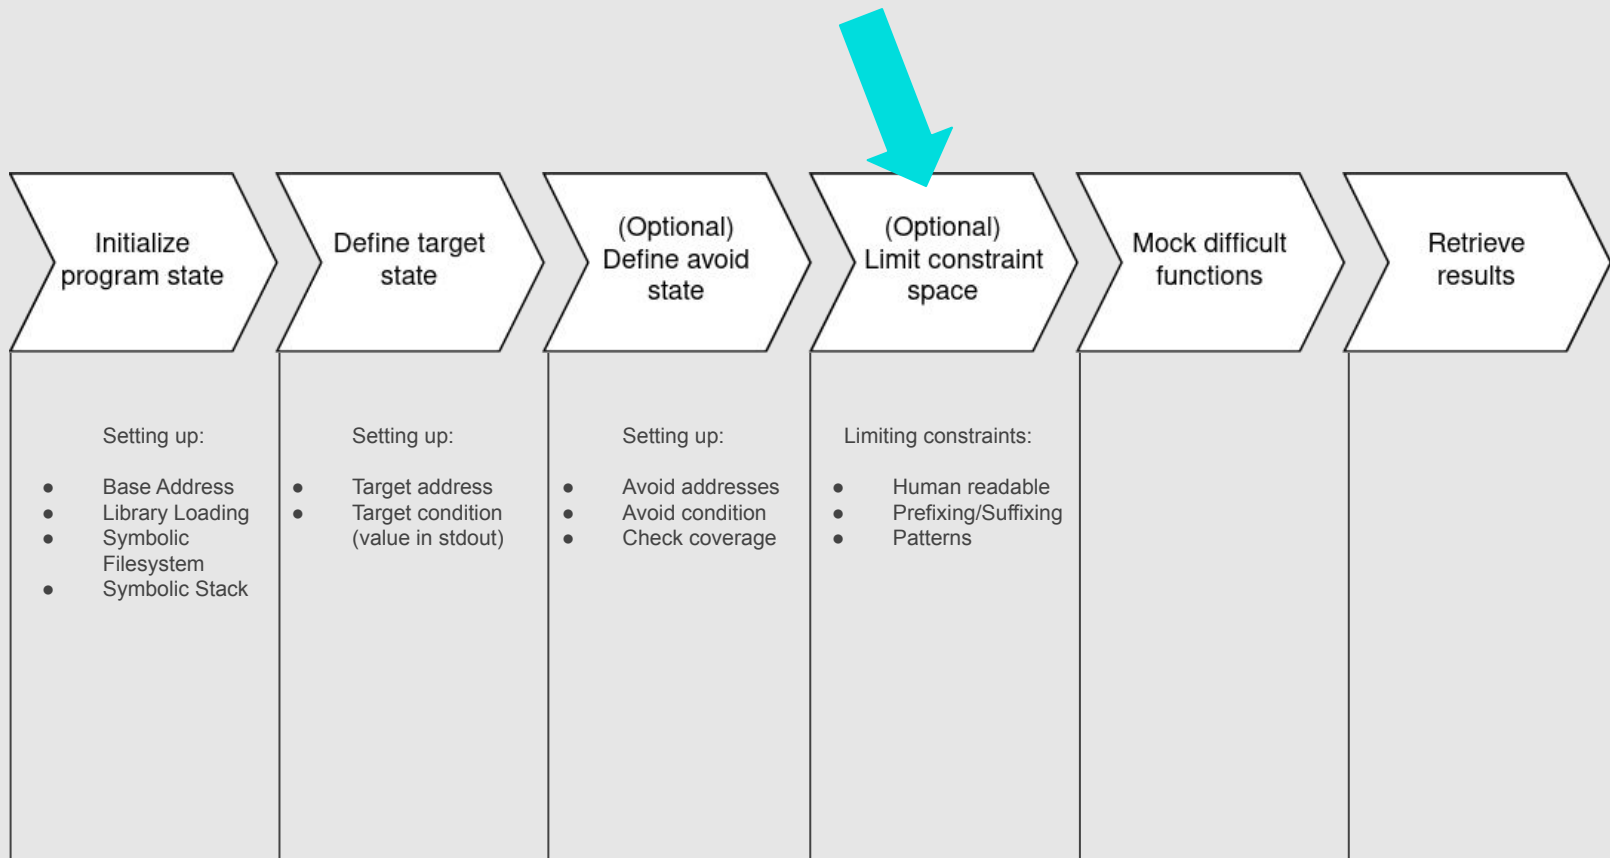 Initialize
program state
Define target
state
(Optional)
Define avoid
state
(Optional)
Limit constraint
space
Mock difficult
functions
Retrieve
results
Setting up:
● Base Address
● Library Loading
● Symbolic
Filesystem
● Symbolic Stack
Setting up:
● Target address
● Target condition
(value in stdout)
Setting up:
● Avoid addresses
● Avoid condition
● Check coverage
Limiting constraints:
● Human readable
● Prefixing/Suffixing
● Patterns